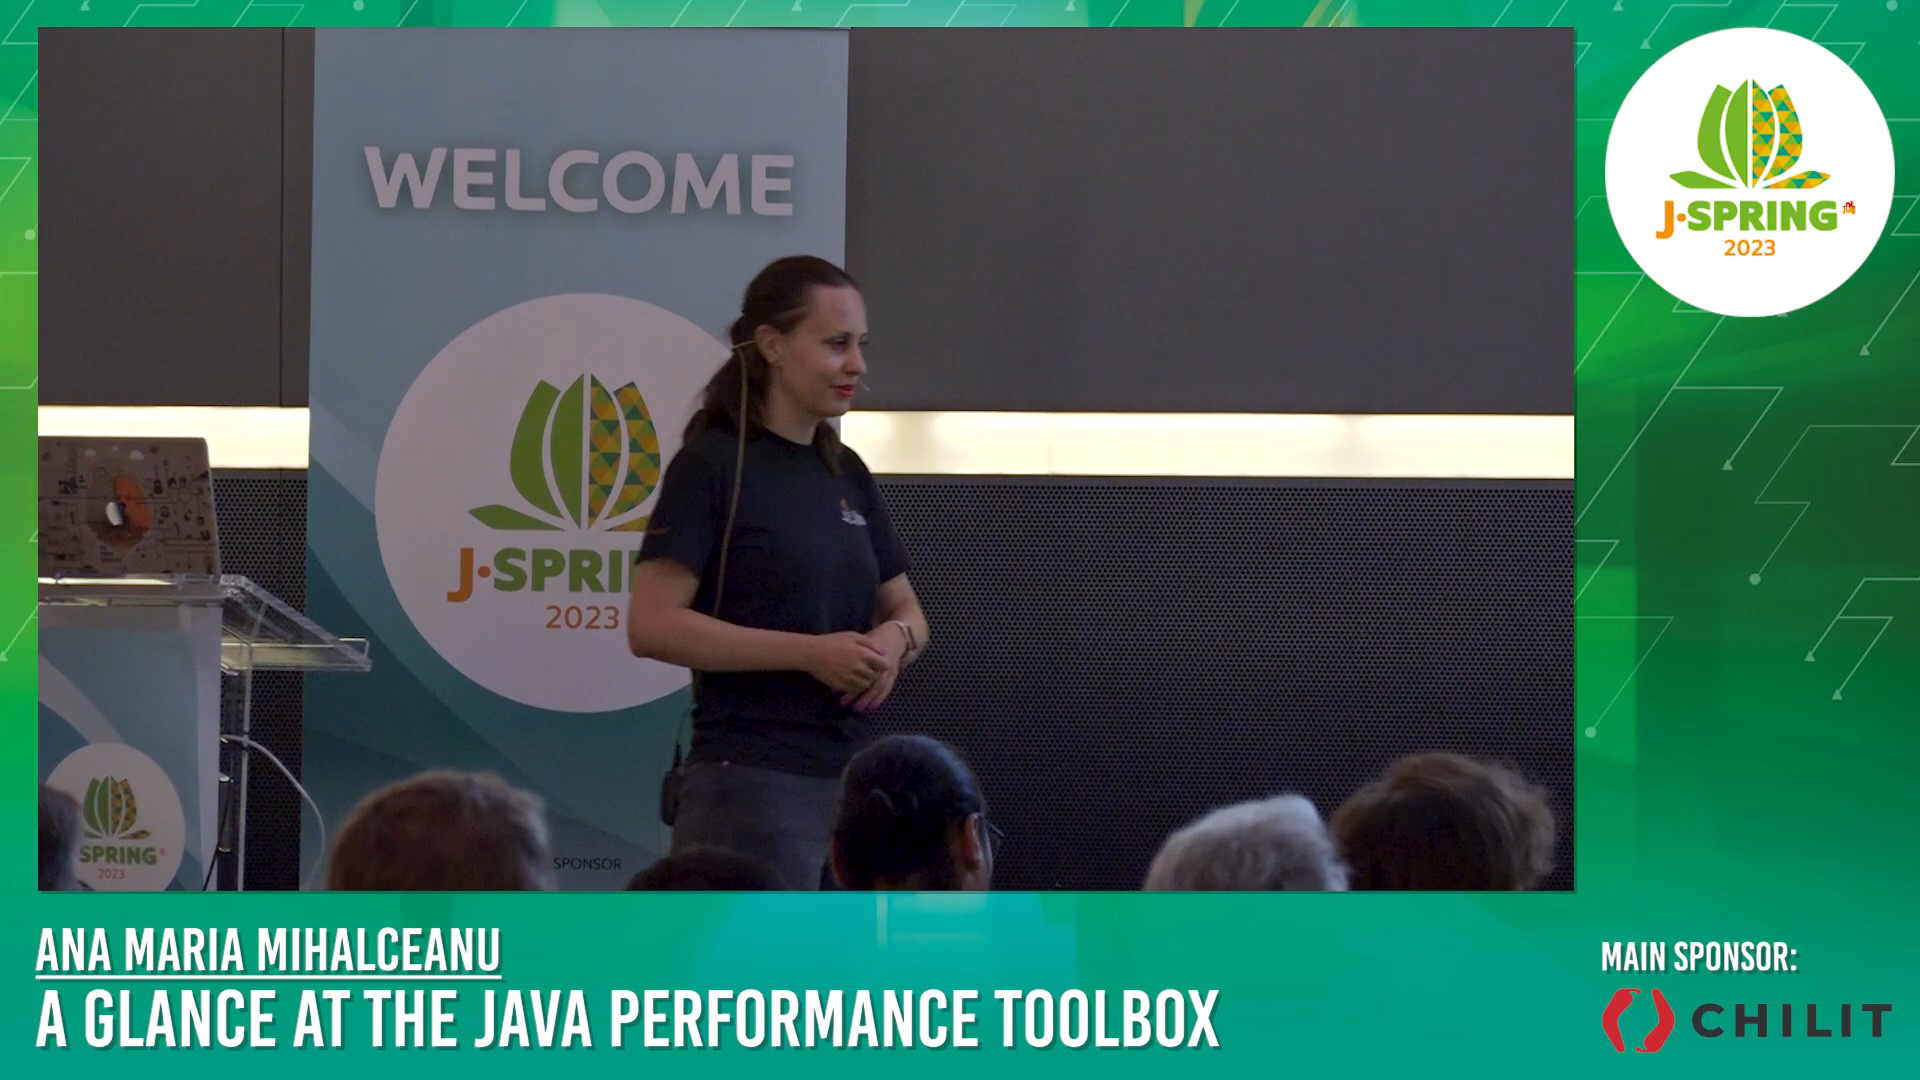 WELCOME
J·SPRI
2023
SPRING
2023
SPONSOR
J·SPRING
2023
ANA MARIA MIHALCEANU
A GLANCE AT THE JAVA PERFORMANCE TOOLBOX
MAIN SPONSOR:
CHILIT